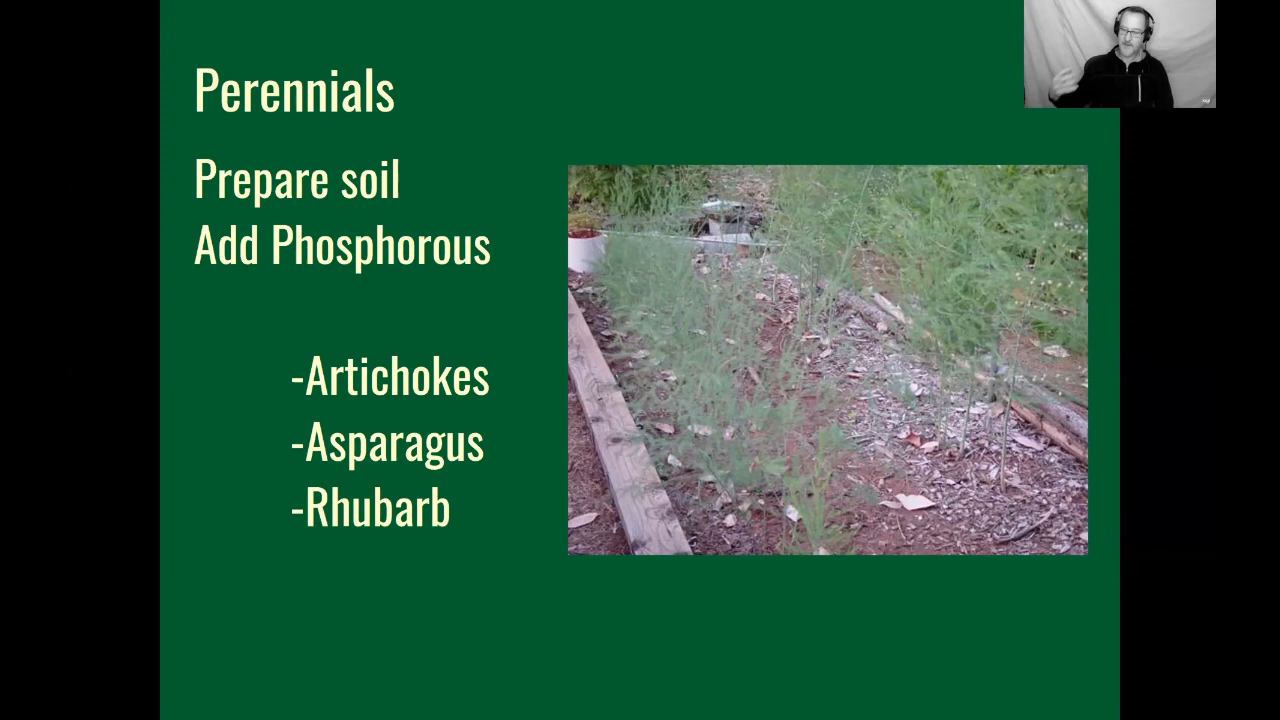 Perennials
Prepare soil
Add Phosphorous
-Artichokes
-Asparagus
-Rhubarb